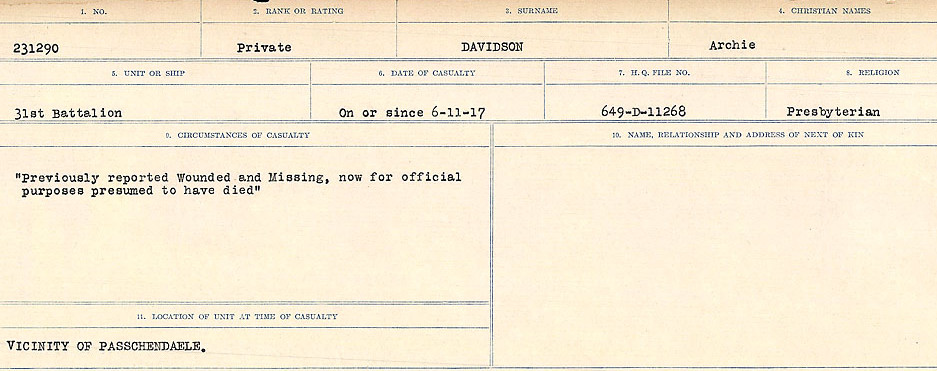 1. NO.
2. RANK OR RATING
3. SURNAME
4. CHRISTIAN NAMES
231290
Private
DAVIDSON
Archie
5. UNIT OR SHIP
6. DATE OF CASUALTY
7. H.Q. FILE NO.
8. RELIGION
31st Battalion
On or since 6-11-17
649-D-11268
Presbyterian
9. CIRCUMSTANCES OF CASUALTY
"Previously reported Wounded and Missing, now for official
purposes presumed to have died"
10. NAME, RELATIONSHIP AND ADDRESS OF NEXT OF KIN
11. LOCATION OF UNIT AT TIME OF CASUALTY
VICINITY OF PASSCHENDAELE.